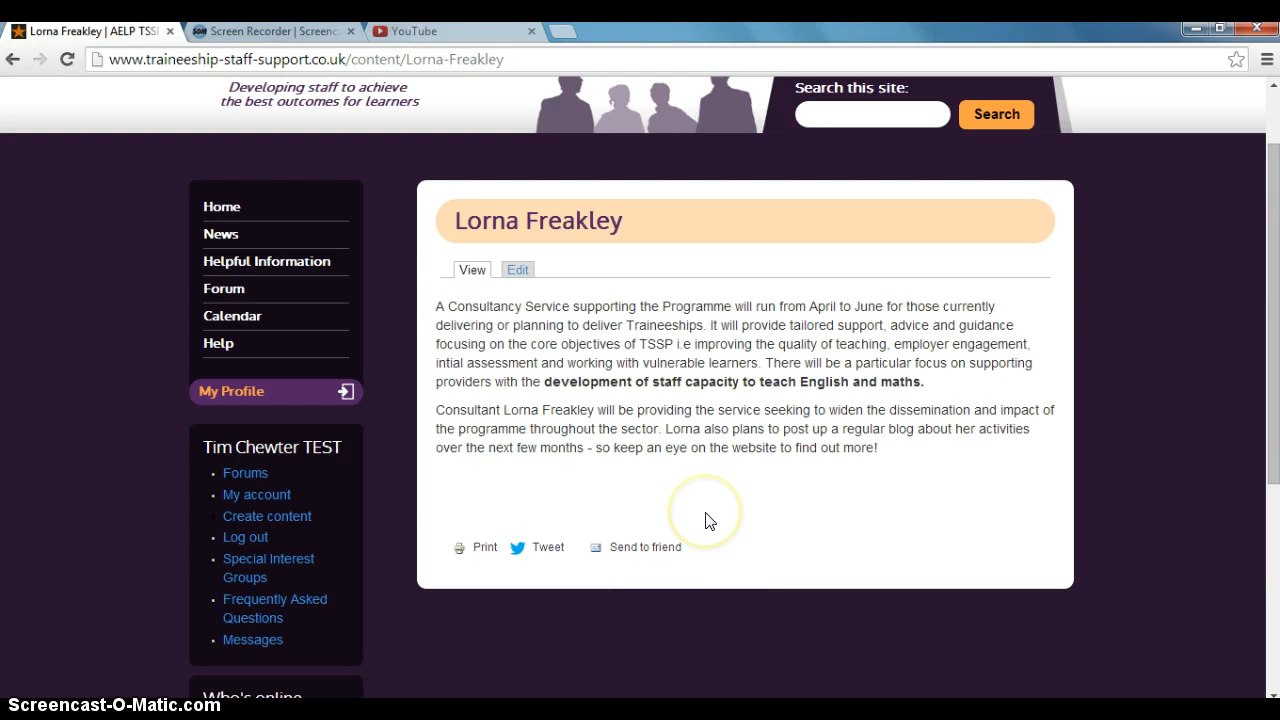 Lorna Freakley | AELP TSSP
Screen Recorder | Screenc
YouTube
www.traineeship-staff-support.co.uk/content/Lorna-Freakley
Developing staff to achieve
the best outcomes for learners
Search this site:
Search
Home
News
Helpful Information
Forum
Calendar
Help
My Profile
Tim Chewter TEST
Forums
My account
Create content
Log out
Special Interest
Groups
Frequently Asked
Questions
Messages
Who's online
Lorna Freakley
View Edit
A Consultancy Service supporting the Programme will run from April to June for those currently
delivering or planning to deliver Traineeships. It will provide tailored support, advice and guidance
focusing on the core objectives of TSSP i.e improving the quality of teaching, employer engagement,
intial assessment and working with vulnerable learners. There will be a particular focus on supporting
providers with the development of staff capacity to teach English and maths.
Consultant Lorna Freakley will be providing the service seeking to widen the dissemination and impact of
the programme throughout the sector. Lorna also plans to post up a regular blog about her activities
over the next few months - so keep an eye on the website to find out more!
Print Tweet Send to friend
Screencast-O-Matic.com